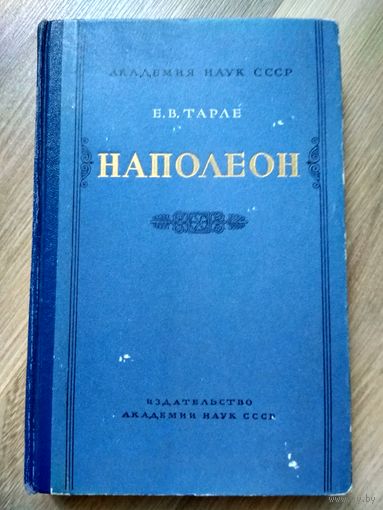 АКАДЕМИЯ НАУК СССР
Е. В. ТАРЛЕ
НАПОЛЕОН
ИЗДАТЕЛЬСТВО
АКАДЕМИИ НАУК СССР